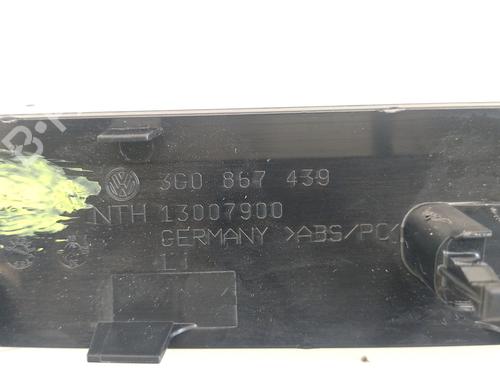 3G0 867 439
NTH 13007900
GERMANY >ABS/PC<